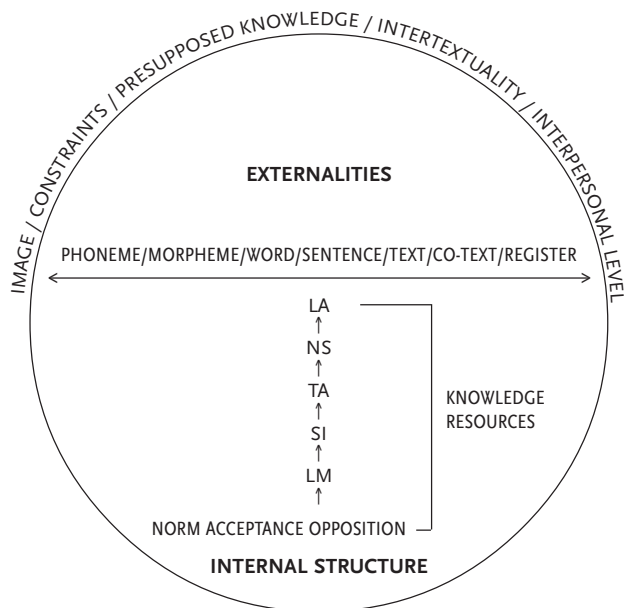 IMAGE / CONSTRAINTS / PRESUPPOSED KNOWLEDGE / INTERTEXTUALITY / INTERPERSONAL LEVEL
EXTERNALITIES
PHONEME/MORPHEME/WORD/SENTENCE/TEXT/CO-TEXT/REGISTER
LA
NS
TA
SI
LM
KNOWLEDGE
RESOURCES
NORM ACCEPTANCE OPPOSITION
INTERNAL STRUCTURE